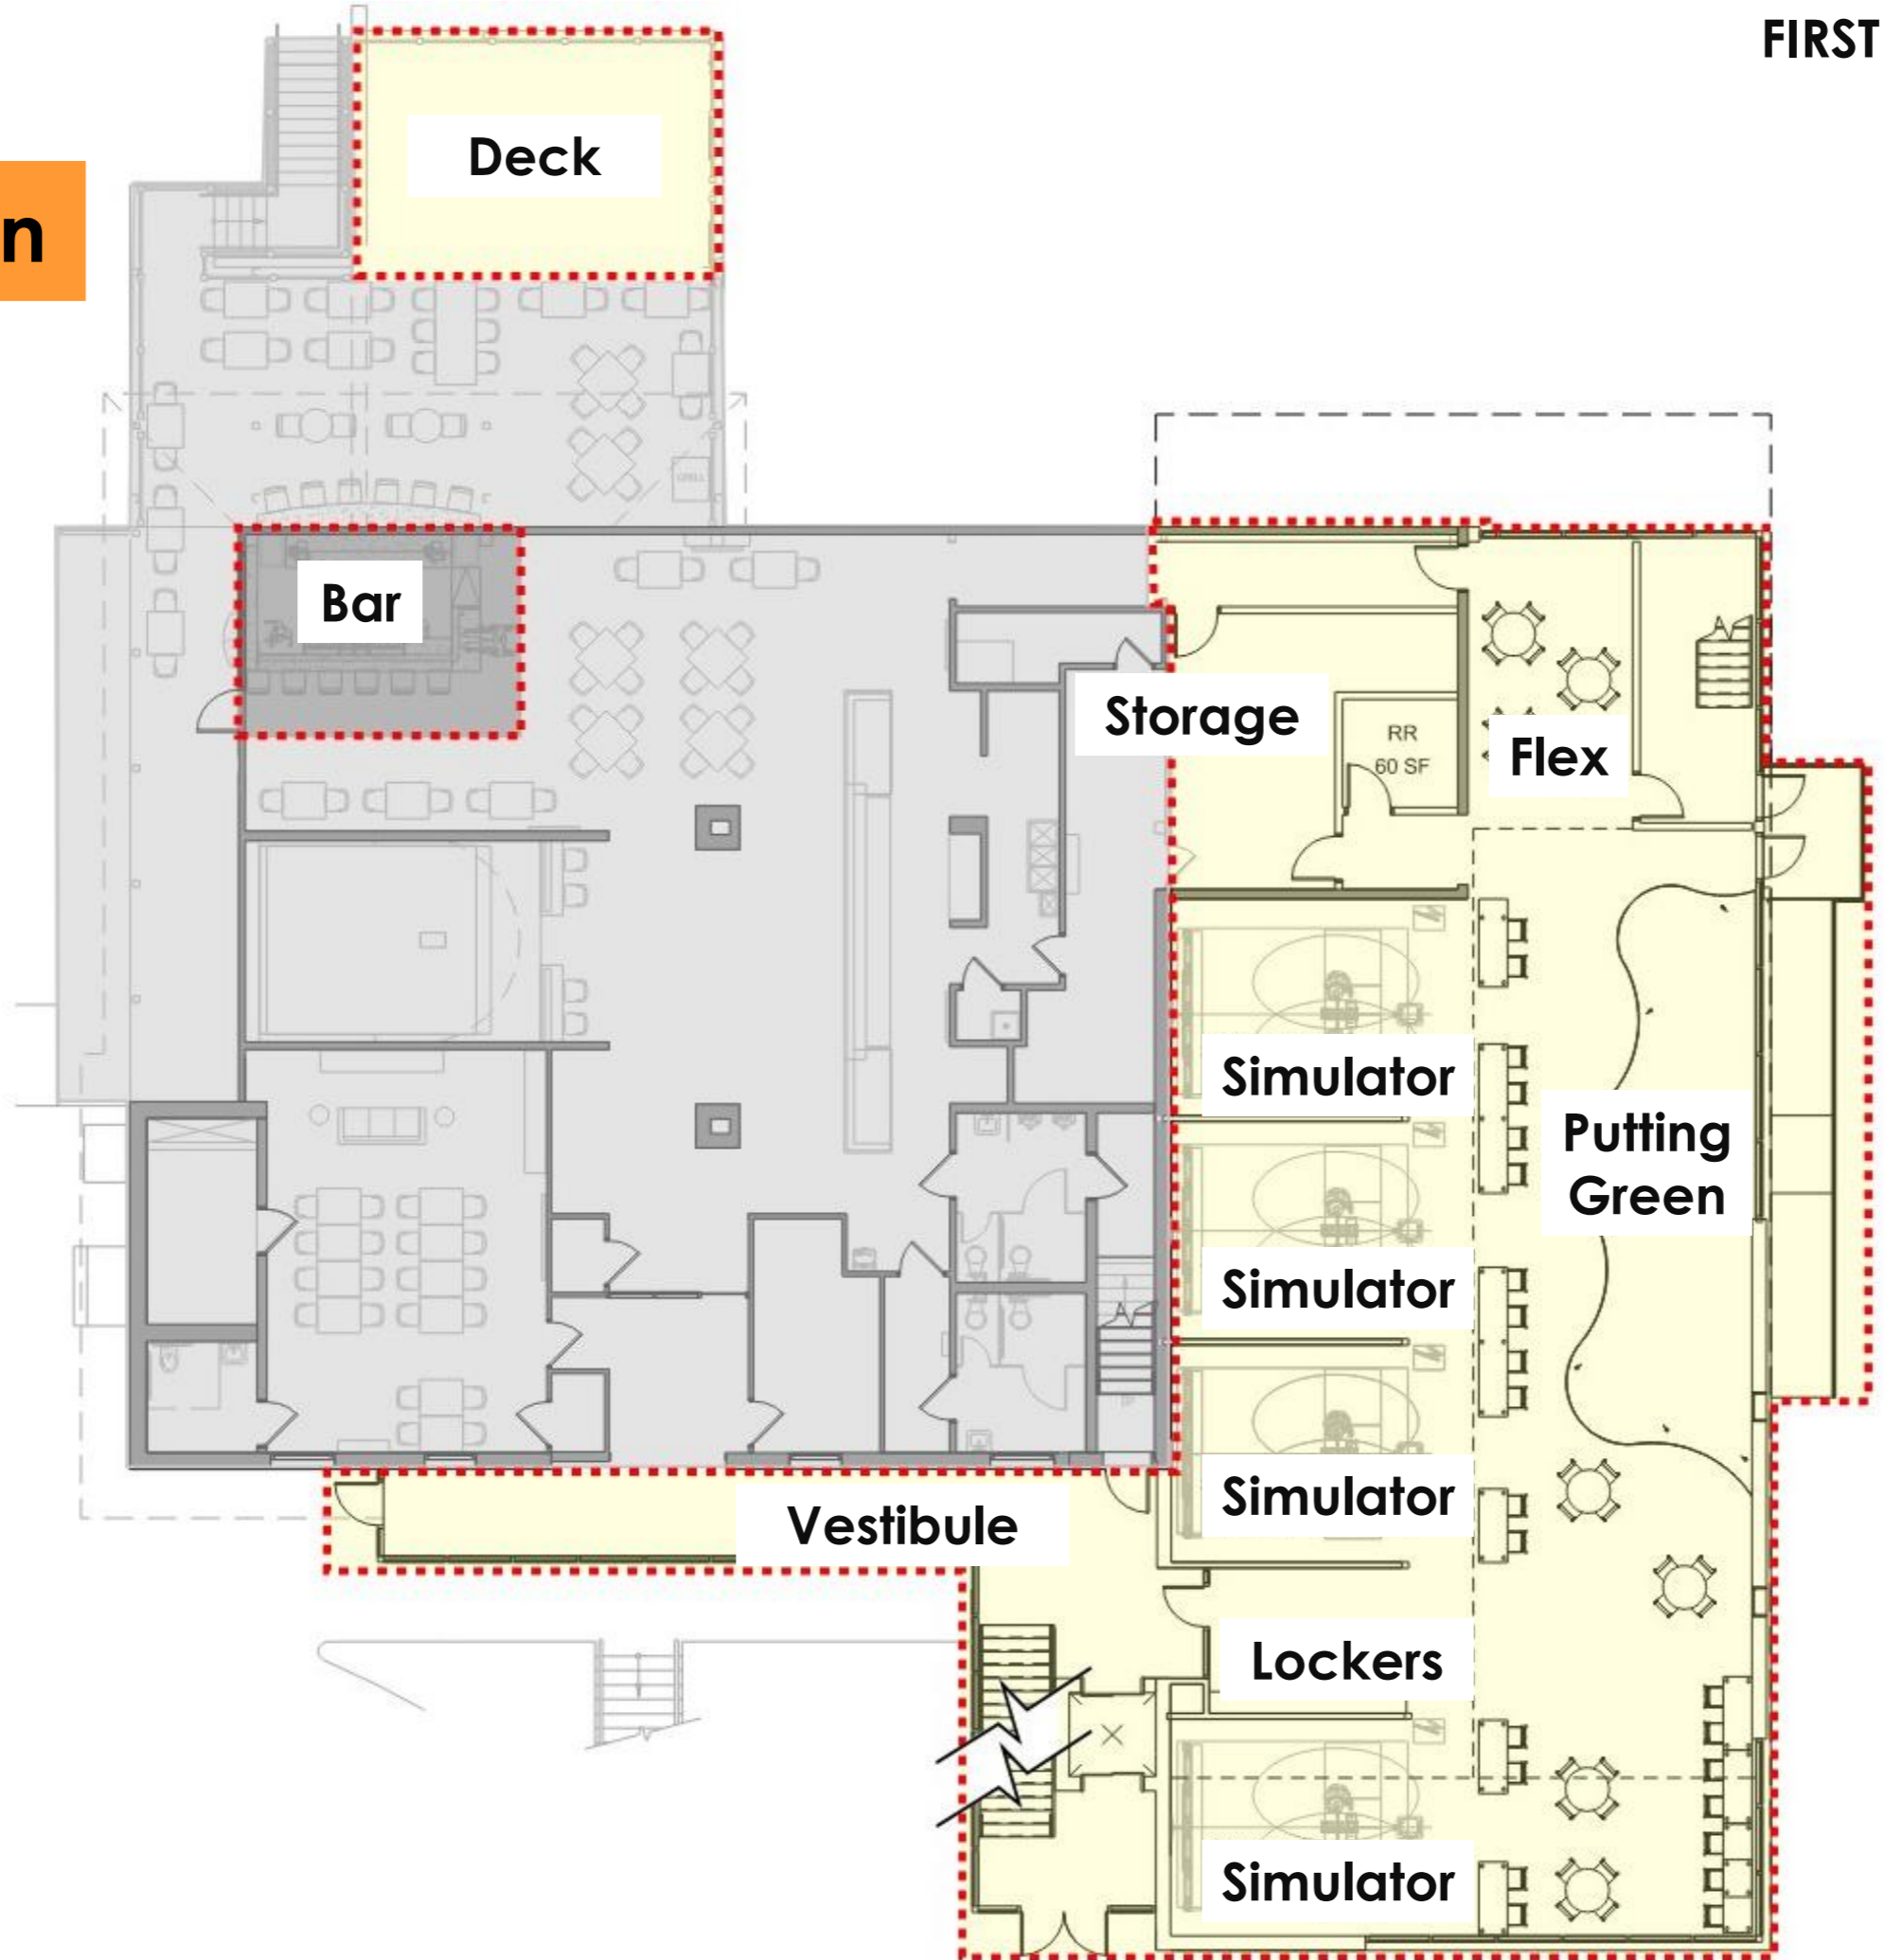 FIRST
Deck
n
Bar
Storage
RR
60 SF
Flex
Simulator
Putting
Green
Simulator
Simulator
Vestibule
Lockers
Simulator